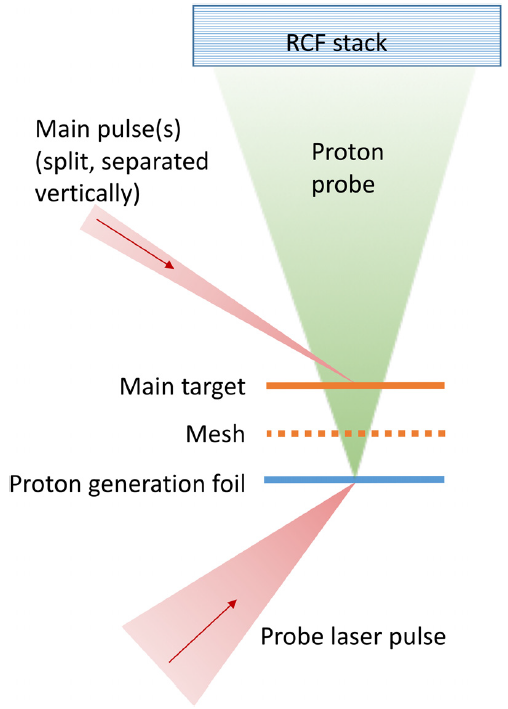 RCF stack
Main pulse(s)
(split, separated
vertically)
Proton
probe
Main target
Mesh
Proton generation foil
Probe laser pulse